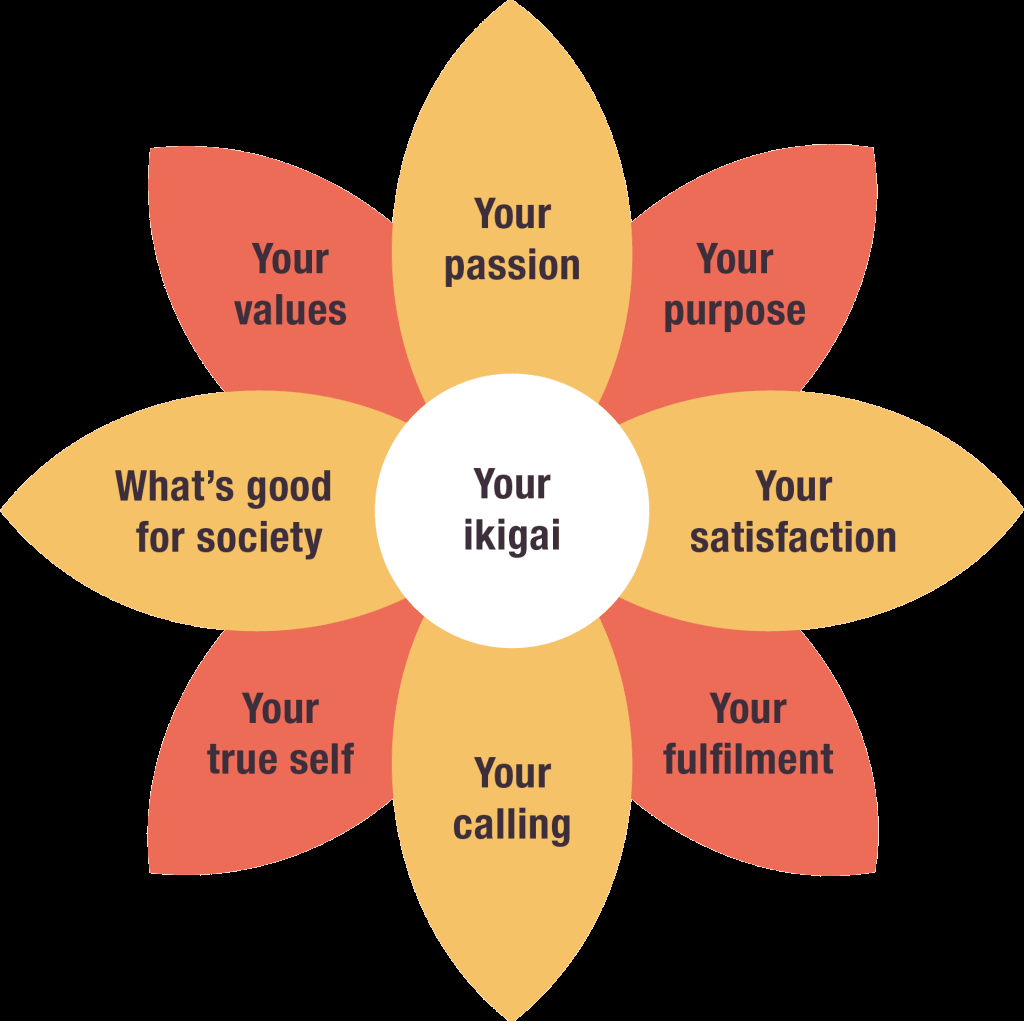 Your
passion
Your
values
Your
purpose
What's good
for society
Your
ikigai
Your
satisfaction
Your
true self
Your
fulfilment
Your
calling